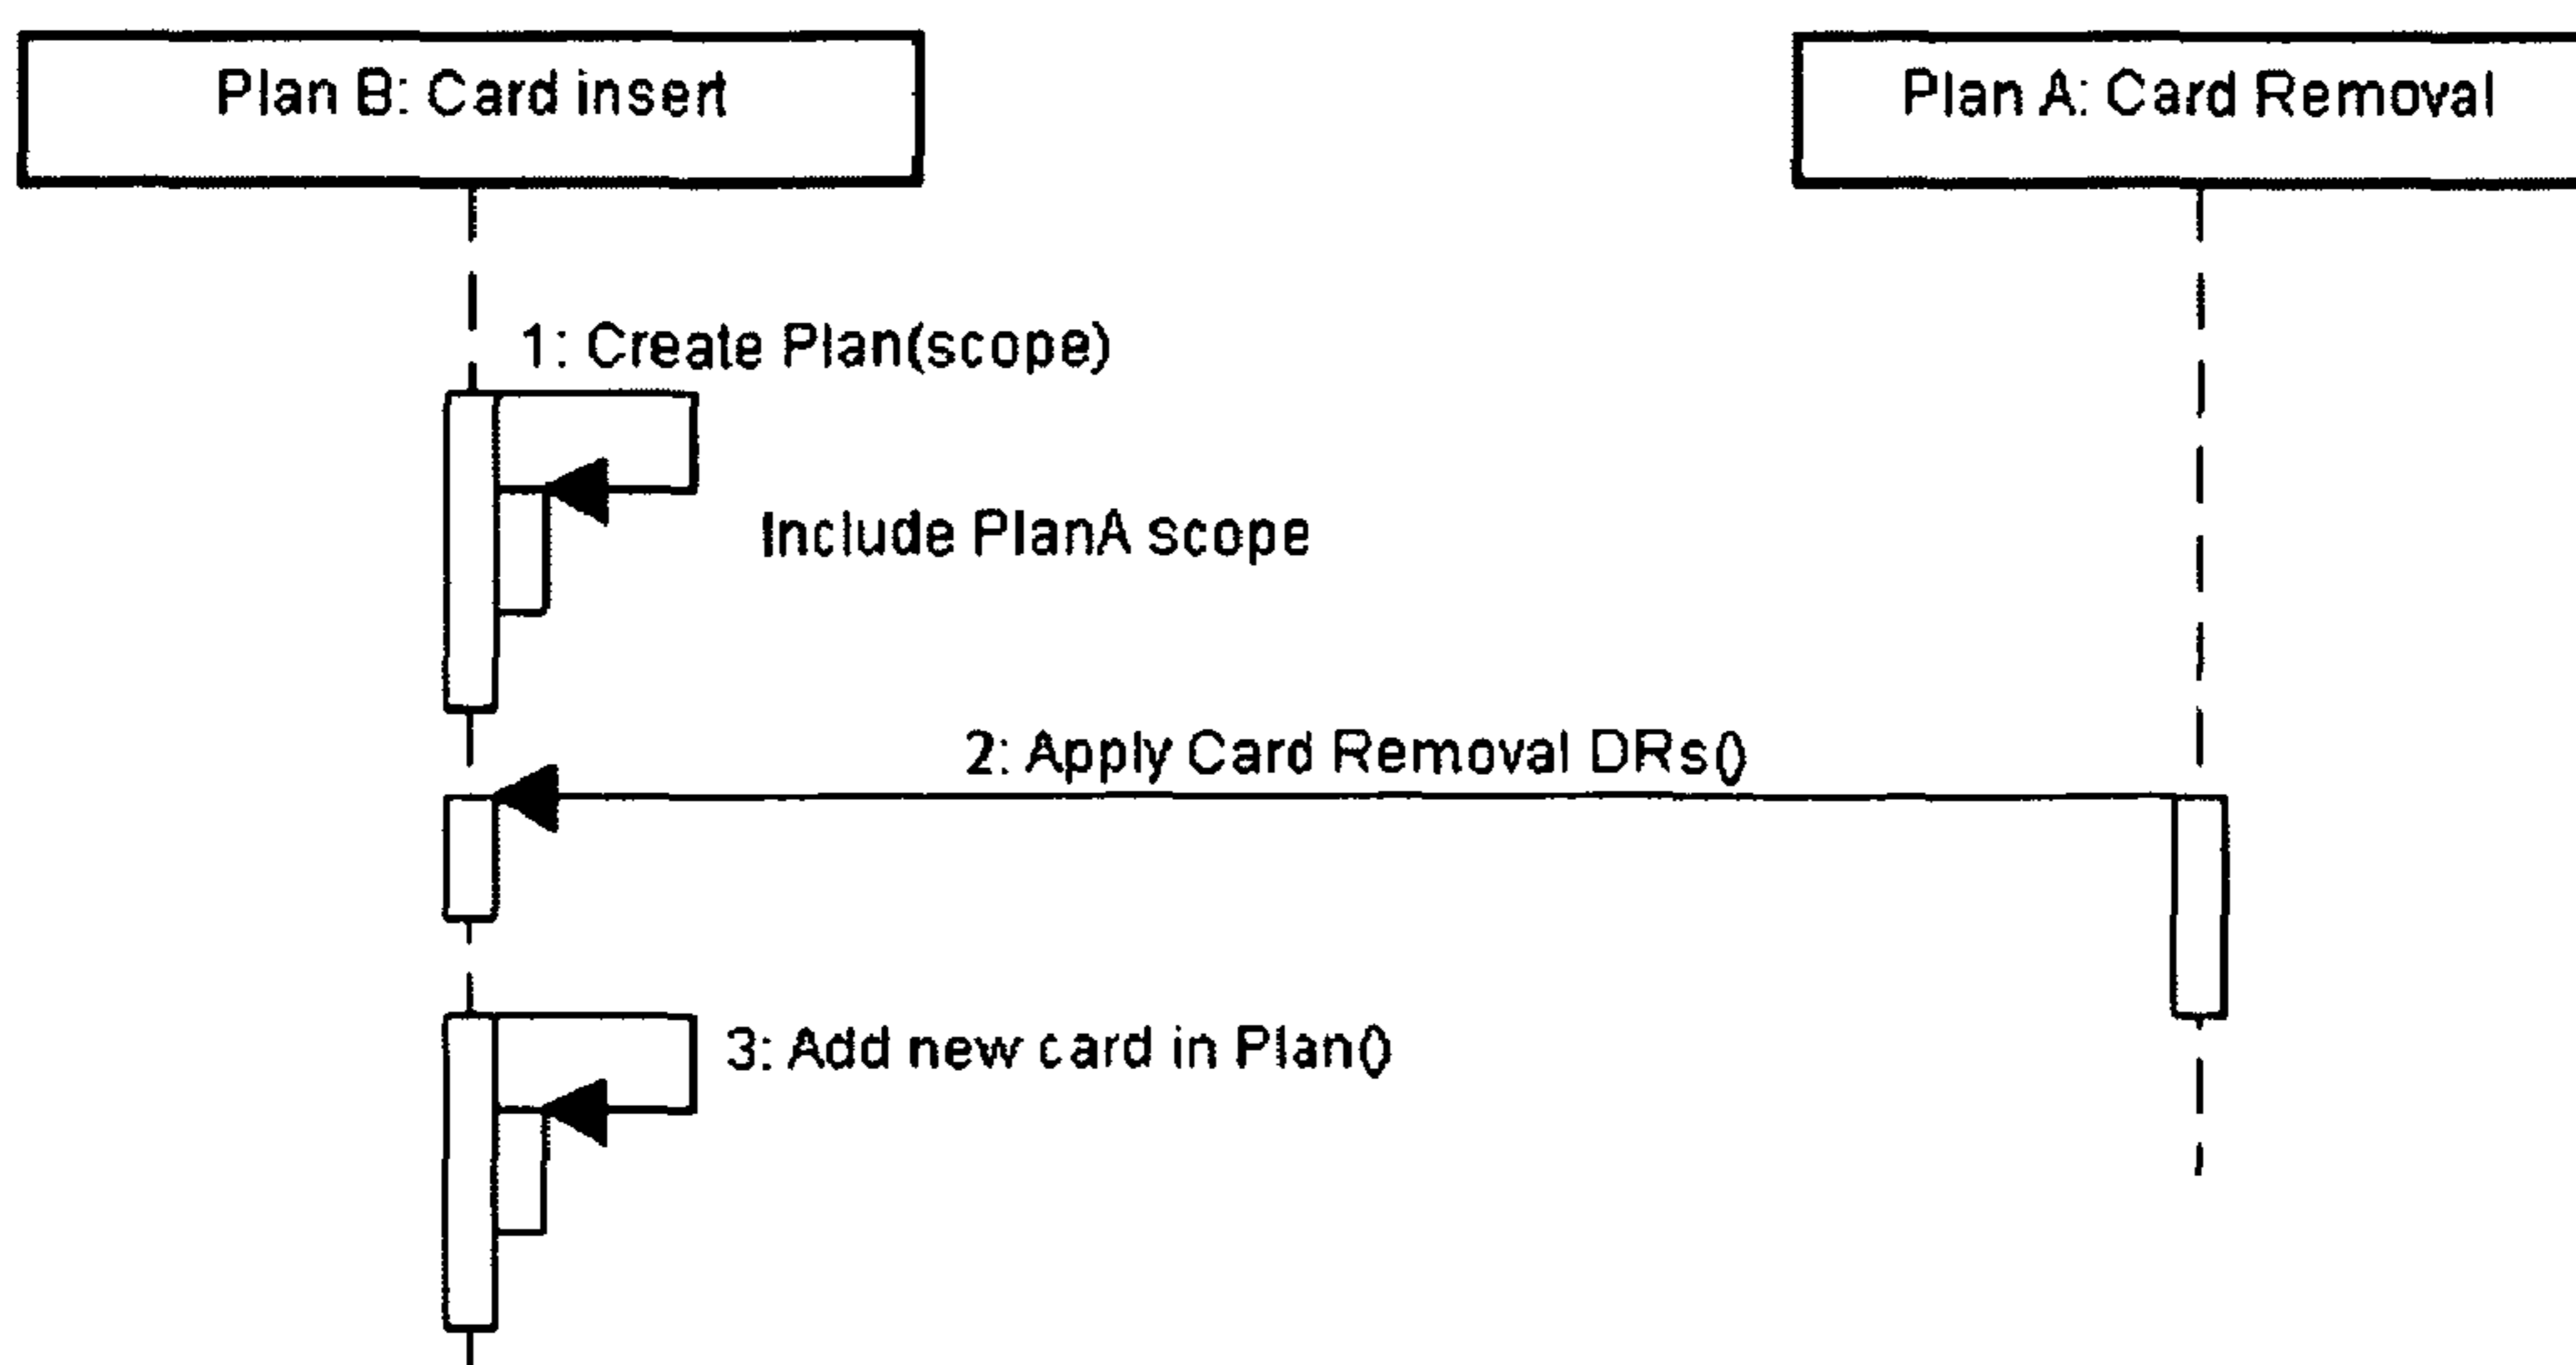 Plan B: Card insert
Plan A: Card Removal
1: Create Plan(scope)
Include PlanA scope
2: Apply Card Removal DRs()
3: Add new card in Plan()